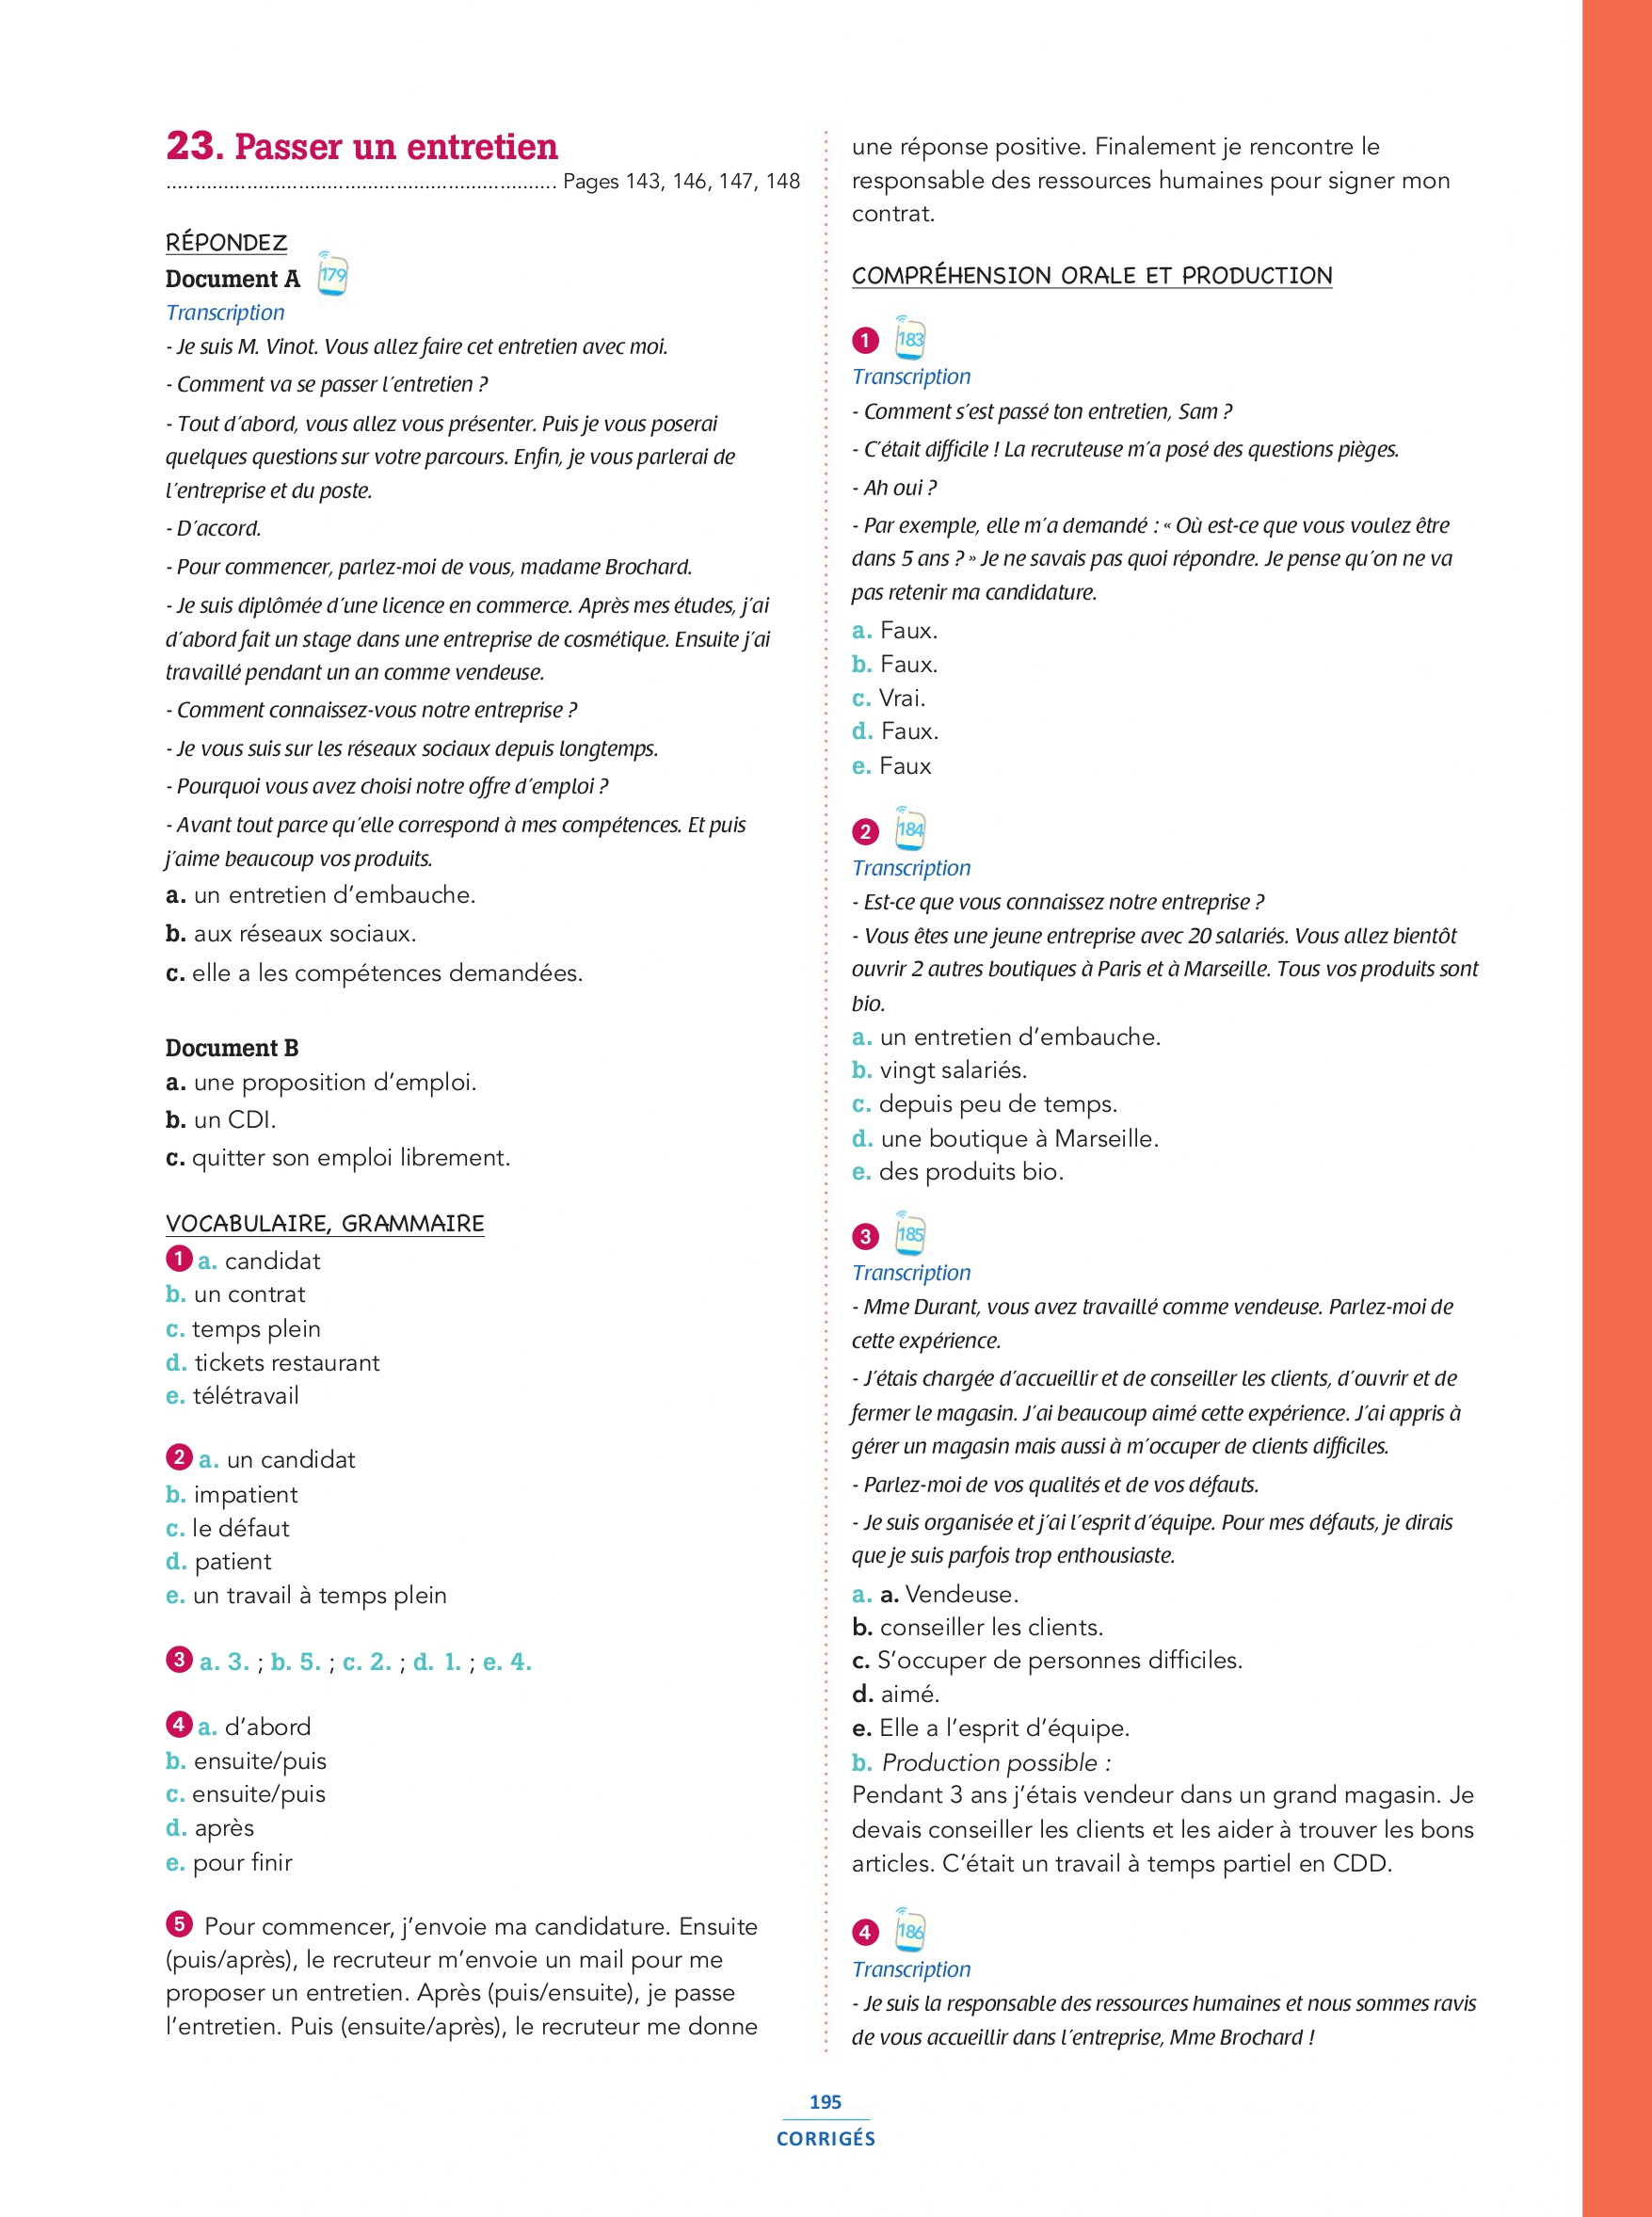 23. Passer un entretien
.................................................................... Pages 143, 146, 147, 148
RÉPONDEZ
Document A 179
Transcription
- Je suis M. Vinot. Vous allez faire cet entretien avec moi.
- Comment va se passer l'entretien ?
- Tout d'abord, vous allez vous présenter. Puis je vous poserai
quelques questions sur votre parcours. Enfin, je vous parlerai de
l'entreprise et du poste.
- D'accord.
- Pour commencer, parlez-moi de vous, madame Brochard.
- Je suis diplômée d'une licence en commerce. Après mes études, j'ai
d'abord fait un stage dans une entreprise de cosmétique. Ensuite j'ai
travaillé pendant un an comme vendeuse.
- Comment connaissez-vous notre entreprise ?
- Je vous suis sur les réseaux sociaux depuis longtemps.
- Pourquoi vous avez choisi notre offre d'emploi ?
- Avant tout parce qu'elle correspond à mes compétences. Et puis
j'aime beaucoup vos produits.
a. un entretien d'embauche.
b. aux réseaux sociaux.
c. elle a les compétences demandées.
Document B
a. une proposition d'emploi.
b. un CDI.
c. quitter son emploi librement.
VOCABULAIRE, GRAMMAIRE
1 a. candidat
b. un contrat
c. temps plein
d. tickets restaurant
e. télétravail
2 a. un candidat
b. impatient
c. le défaut
d. patient
e. un travail à temps plein
3 a. 3. ; b. 5. ; c. 2. ; d. 1. ; e. 4.
4 a. d'abord
b. ensuite/puis
c. ensuite/puis
d. après
e. pour finir
5 Pour commencer, j'envoie ma candidature. Ensuite
(puis/après), le recruteur m'envoie un mail pour me
proposer un entretien. Après (puis/ensuite), je passe
l'entretien. Puis (ensuite/après), le recruteur me donne
une réponse positive. Finalement je rencontre le
responsable des ressources humaines pour signer mon
contrat.
COMPRÉHENSION ORALE ET PRODUCTION
1 183
Transcription
- Comment s'est passé ton entretien, Sam ?
- C'était difficile ! La recruteuse m'a posé des questions pièges.
- Ah oui ?
- Par exemple, elle m'a demandé : « Où est-ce que vous voulez être
dans 5 ans ? » Je ne savais pas quoi répondre. Je pense qu'on ne va
pas retenir ma candidature.
a. Faux.
b. Faux.
c. Vrai.
d. Faux.
e. Faux
2 184
Transcription
- Est-ce que vous connaissez notre entreprise ?
- Vous êtes une jeune entreprise avec 20 salariés. Vous allez bientôt
ouvrir 2 autres boutiques à Paris et à Marseille. Tous vos produits sont
bio.
a. un entretien d'embauche.
b. vingt salariés.
c. depuis peu de temps.
d. une boutique à Marseille.
e. des produits bio.
3 185
Transcription
- Mme Durant, vous avez travaillé comme vendeuse. Parlez-moi de
cette expérience.
- J'étais chargée d'accueillir et de conseiller les clients, d'ouvrir et de
fermer le magasin. J'ai beaucoup aimé cette expérience. J'ai appris à
gérer un magasin mais aussi à m'occuper de clients difficiles.
- Parlez-moi de vos qualités et de vos défauts.
- Je suis organisée et j'ai l'esprit d'équipe. Pour mes défauts, je dirais
que je suis parfois trop enthousiaste.
a. a. Vendeuse.
b. conseiller les clients.
c. S'occuper de personnes difficiles.
d. aimé.
e. Elle a l'esprit d'équipe.
b. Production possible :
Pendant 3 ans j'étais vendeur dans un grand magasin. Je
devais conseiller les clients et les aider à trouver les bons
articles. C'était un travail à temps partiel en CDD.
4 186
Transcription
- Je suis la responsable des ressources humaines et nous sommes ravis
de vous accueillir dans l'entreprise, Mme Brochard !
195
CORRIGÉS